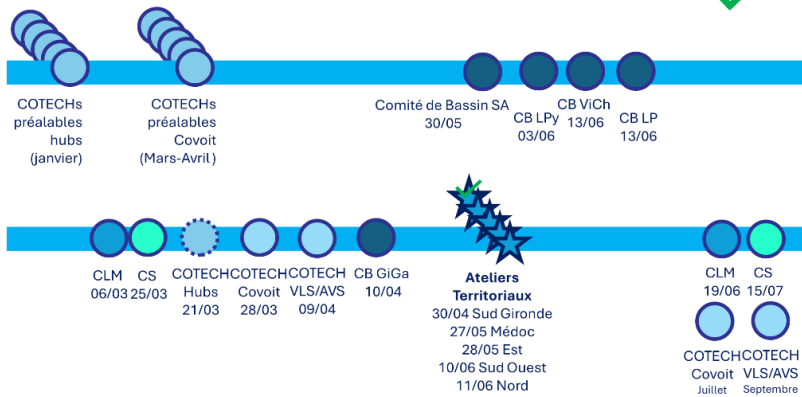 COTECHs
préalables
hubs
(janvier)
COTECHs
préalables
Covoit
(Mars-Avril)
Comité de Bassin SA
30/05
CB LPy
03/06
CB ViCh
13/06
CB LP
13/06
CLM
06/03
CS
25/03
COTECH
Hubs
21/03
COTECH
Covoit
28/03
COTECH
VLS/AVS
09/04
CB GiGa
10/04
Ateliers
Territoriaux
30/04 Sud Gironde
27/05 Médoc
28/05 Est
10/06 Sud Ouest
11/06 Nord
CLM
19/06
CS
15/07
COTECH
Covoit
Juillet
COTECH
VLS/AVS
Septembre